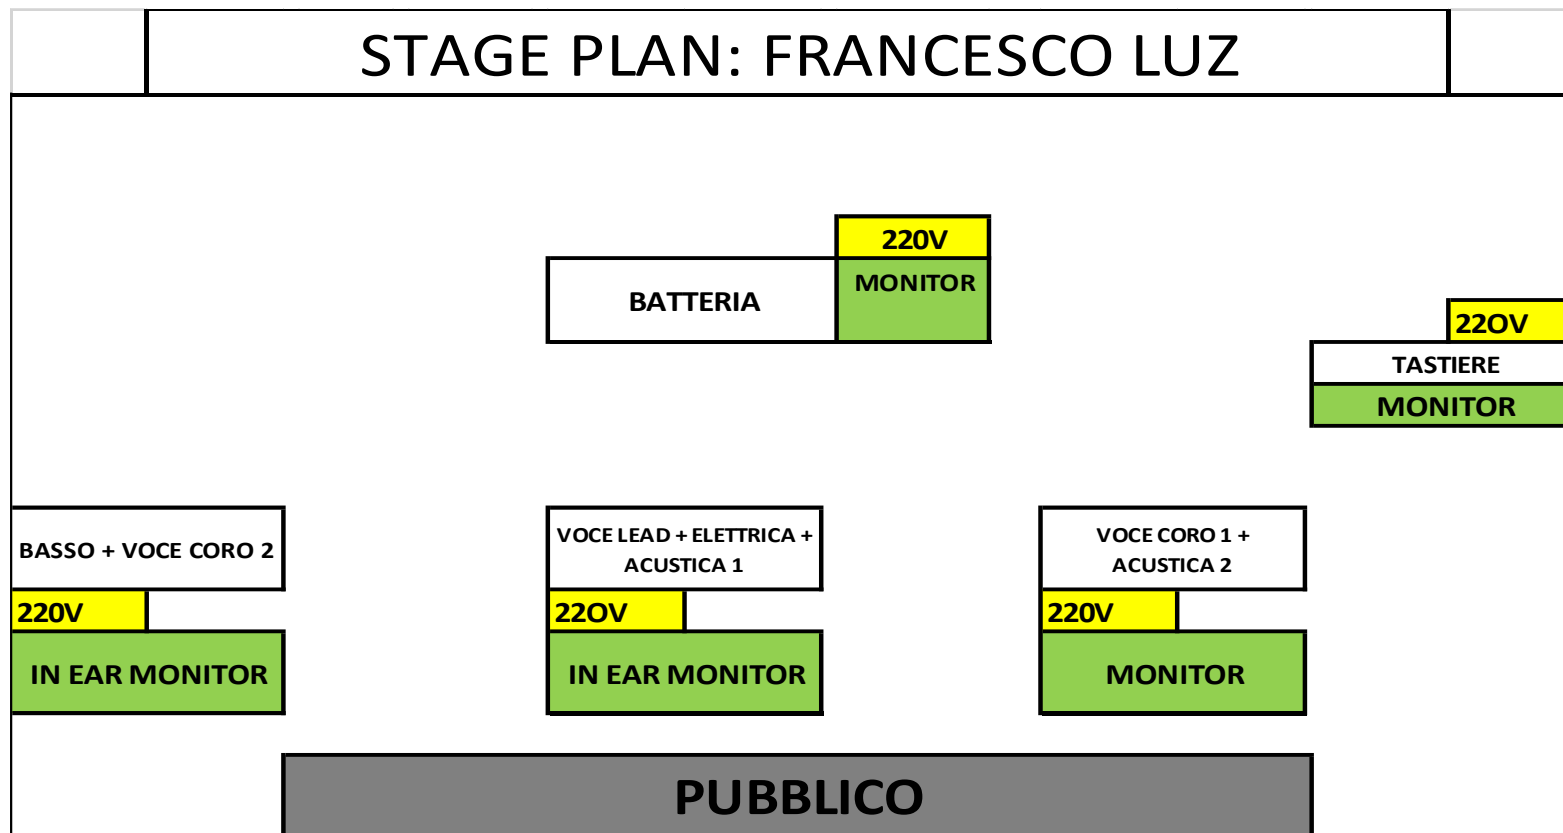 STAGE PLAN: FRANCESCO LUZ
220V
BATTERIA
MONITOR
22OV
TASTIERE
MONITOR
BASSO + VOCE CORO 2
VOCE LEAD + ELETTRICA +
ACUSTICA 1
VOCE CORO 1 +
ACUSTICA 2
220V
22OV
220V
IN EAR MONITOR
IN EAR MONITOR
MONITOR
PUBBLICO